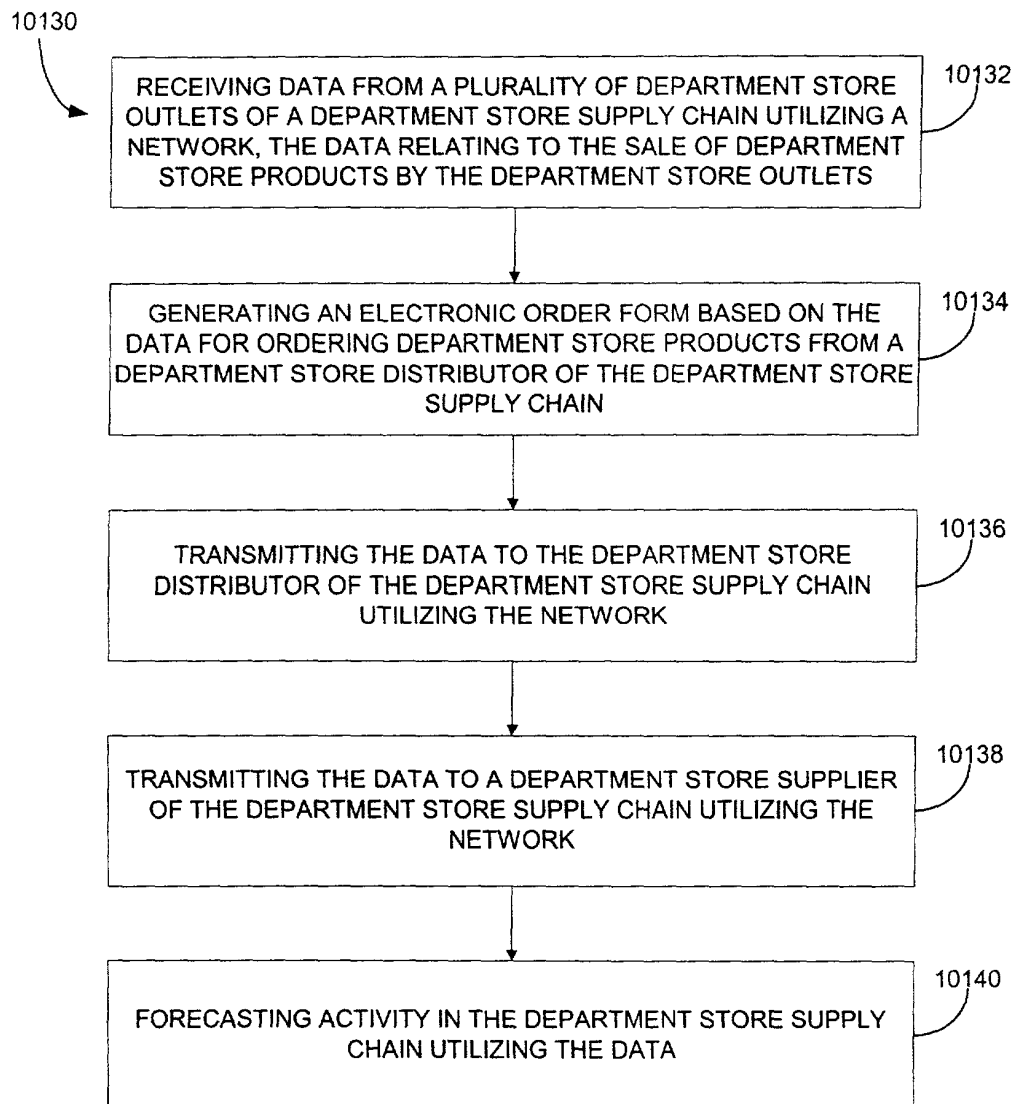 10130
10132
RECEIVING DATA FROM A PLURALITY OF DEPARTMENT STORE
OUTLETS OF A DEPARTMENT STORE SUPPLY CHAIN UTILIZING A
NETWORK, THE DATA RELATING TO THE SALE OF DEPARTMENT
STORE PRODUCTS BY THE DEPARTMENT STORE OUTLETS
10134
GENERATING AN ELECTRONIC ORDER FORM BASED ON THE
DATA FOR ORDERING DEPARTMENT STORE PRODUCTS FROM A
DEPARTMENT STORE DISTRIBUTOR OF THE DEPARTMENT STORE
SUPPLY CHAIN
10136
TRANSMITTING THE DATA TO THE DEPARTMENT STORE
DISTRIBUTOR OF THE DEPARTMENT STORE SUPPLY CHAIN
UTILIZING THE NETWORK
10138
TRANSMITTING THE DATA TO A DEPARTMENT STORE SUPPLIER
OF THE DEPARTMENT STORE SUPPLY CHAIN UTILIZING THE
NETWORK
10140
FORECASTING ACTIVITY IN THE DEPARTMENT STORE SUPPLY
CHAIN UTILIZING THE DATA